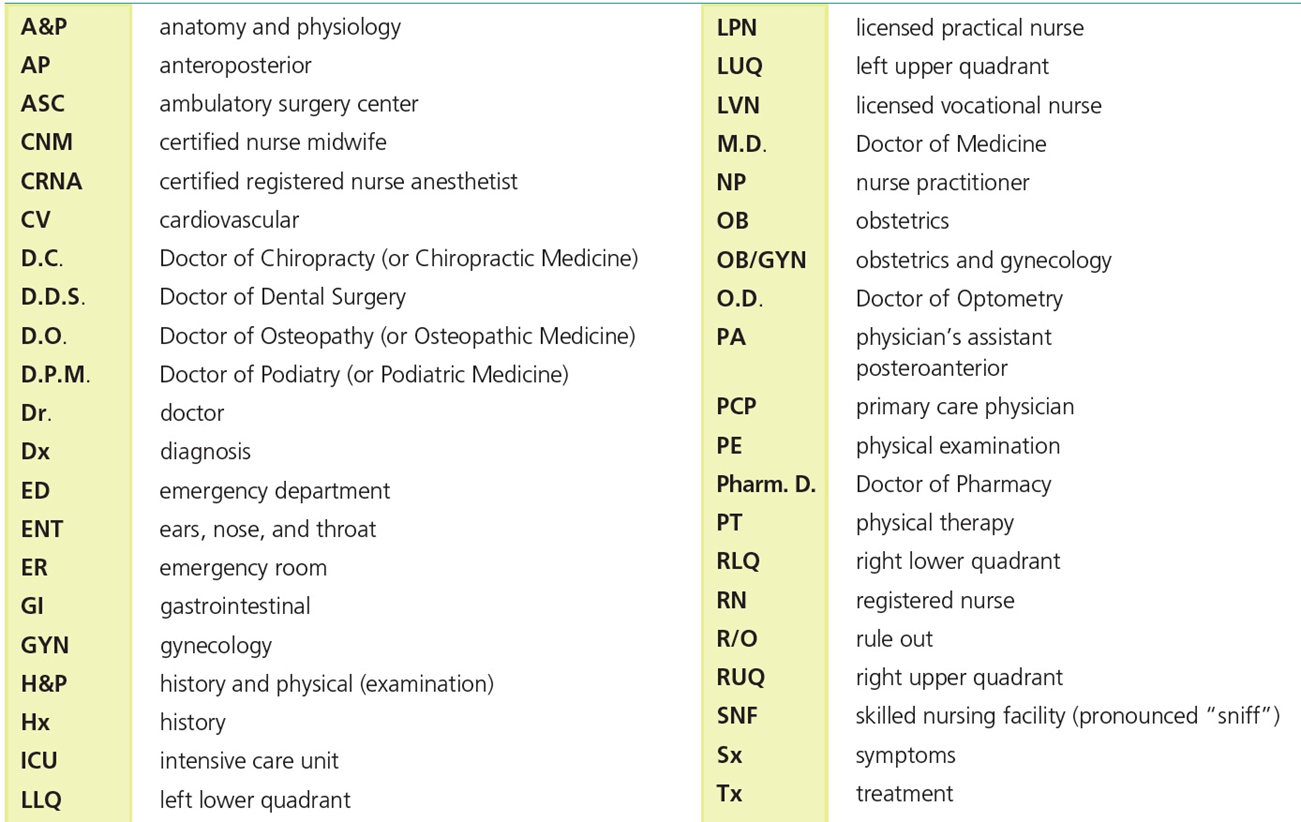 A&P anatomy and physiology
AP anteroposterior
ASC ambulatory surgery center
CNM certified nurse midwife
CRNA certified registered nurse anesthetist
CV cardiovascular
D.C. Doctor of Chiropracty (or Chiropractic Medicine)
D.D.S. Doctor of Dental Surgery
D.O. Doctor of Osteopathy (or Osteopathic Medicine)
D.P.M. Doctor of Podiatry (or Podiatric Medicine)
Dr. doctor
Dx diagnosis
ED emergency department
ENT ears, nose, and throat
ER emergency room
GI gastrointestinal
GYN gynecology
H&P history and physical (examination)
Hx history
ICU intensive care unit
LLQ left lower quadrant
LPN licensed practical nurse
LUQ left upper quadrant
LVN licensed vocational nurse
M.D. Doctor of Medicine
NP nurse practitioner
OB obstetrics
OB/GYN obstetrics and gynecology
O.D. Doctor of Optometry
PA physician’s assistant
posteroanterior
PCP primary care physician
PE physical examination
Pharm. D. Doctor of Pharmacy
PT physical therapy
RLQ right lower quadrant
RN registered nurse
R/O rule out
RUQ right upper quadrant
SNF skilled nursing facility (pronounced “sniff”)
Sx symptoms
Tx treatment